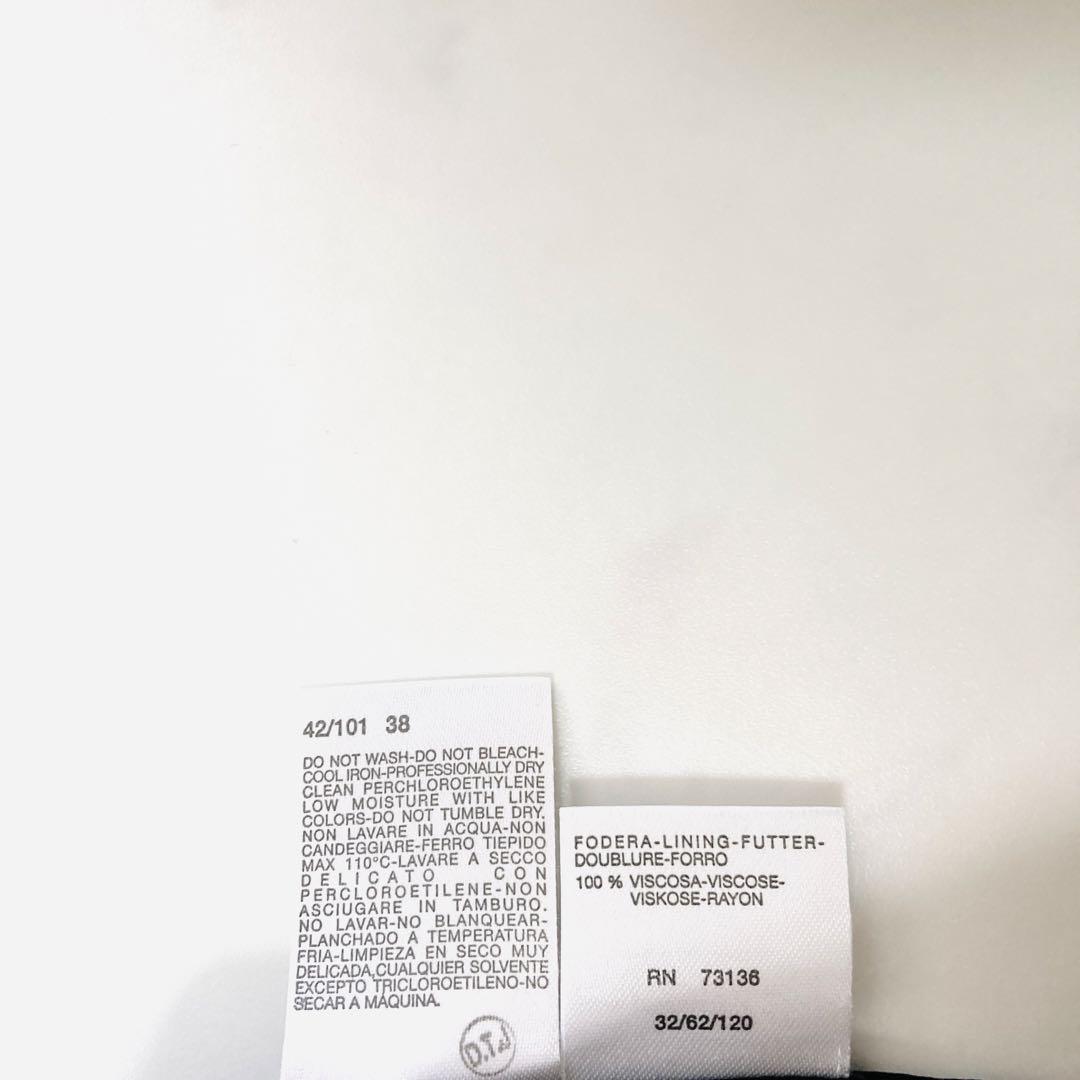 42/101 38
DO NOT WASH-DO NOT BLEACH-
COOL IRON-PROFESSIONALLY DRY
CLEAN PERCHLOROETHYLENE
LOW MOISTURE WITH LIKE
COLORS-DO NOT TUMBLE DRY.
NON LAVARE IN ACQUA-NON
CANDEGGIARE-FERRO TIEPIDO
MAX 110°C-LAVARE A SECCO
DELICATO CON
PERCLOROETILENE-NON
ASCIUGARE IN TAMBURO.
NO LAVAR-NO BLANQUEAR-
PLANCHADO A TEMPERATURA
FRIA-LIMPIEZA EN SECO MUY
DELICADA,CUALQUIER SOLVENTE
EXCEPTO TRICLOROETILENO-NO
SECAR A MAQUINA.
D.T.J
FODERA-LINING-FUTTER-
DOUBLURE-FORRO
100 % VISCOSA-VISCOSE-
VISKOSE-RAYON
RN 73136
32/62/120